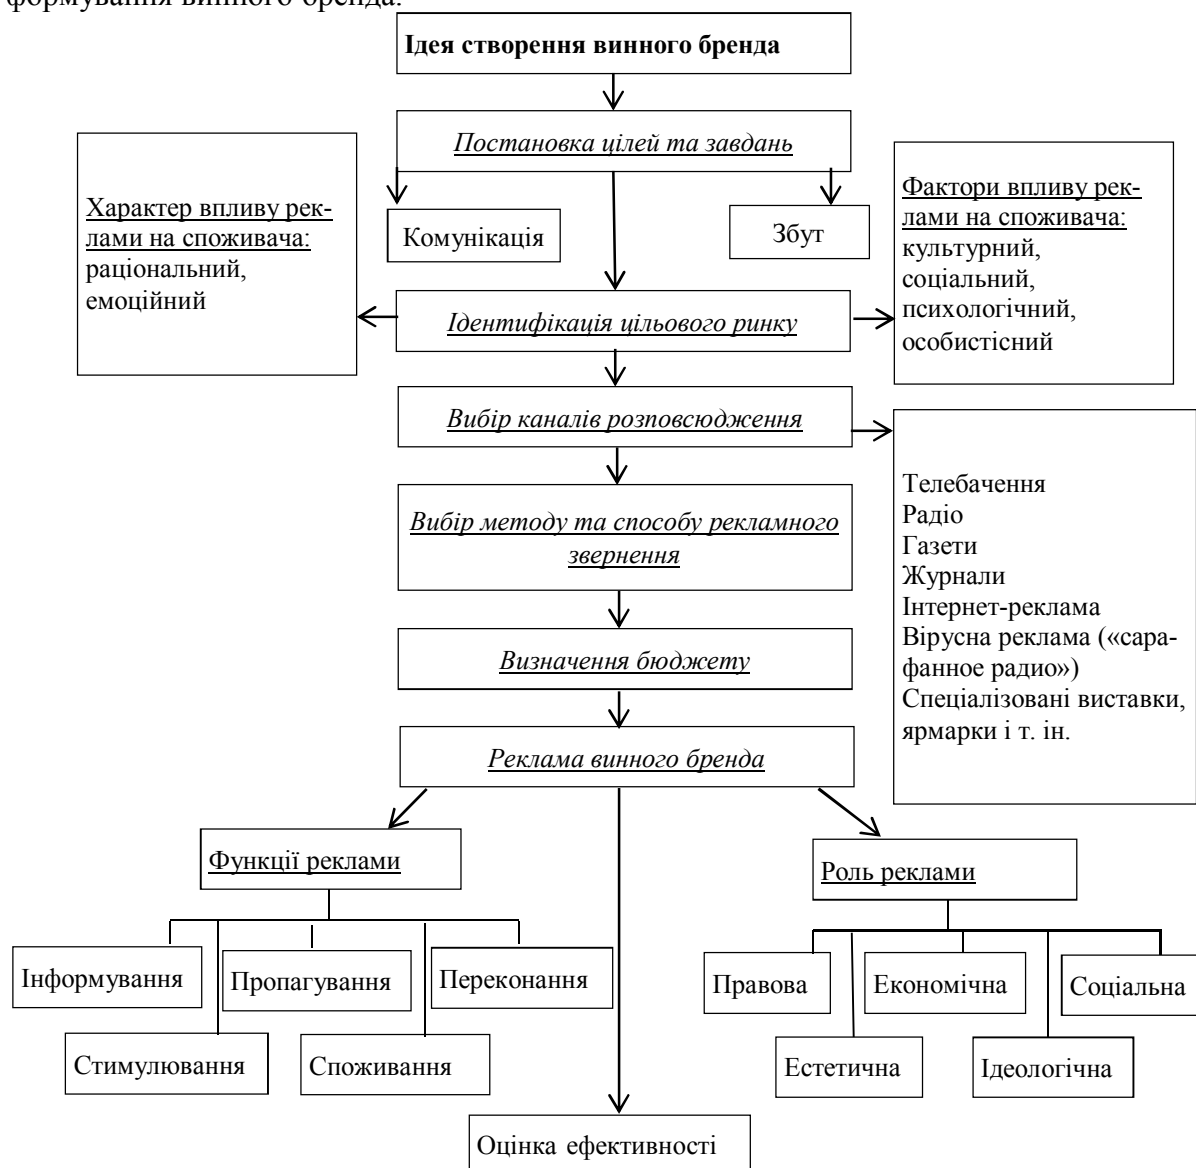 формування винного бренда.
Ідея створення винного бренда
Постановка цілей та завдань
Характер впливу рек-
лами на споживача:
раціональний,
емоційний
Комунікація
Збут
Фактори впливу рек-
лами на споживача:
культурний,
соціальний,
психологічний,
особистісний
Ідентифікація цільового ринку
Вибір каналів розповсюдження
Телебачення
Радіо
Газети
Журнали
Інтернет-реклама
Вірусна реклама («сара-
фанное радио»)
Спеціалізовані виставки,
ярмарки і т. ін.
Вибір методу та способу рекламного
звернення
Визначення бюджету
Реклама винного бренда
Функції реклами
Роль реклами
Інформування
Пропагування
Переконання
Стимулювання
Споживання
Правова
Економічна
Соціальна
Естетична
Ідеологічна
Оцінка ефективності